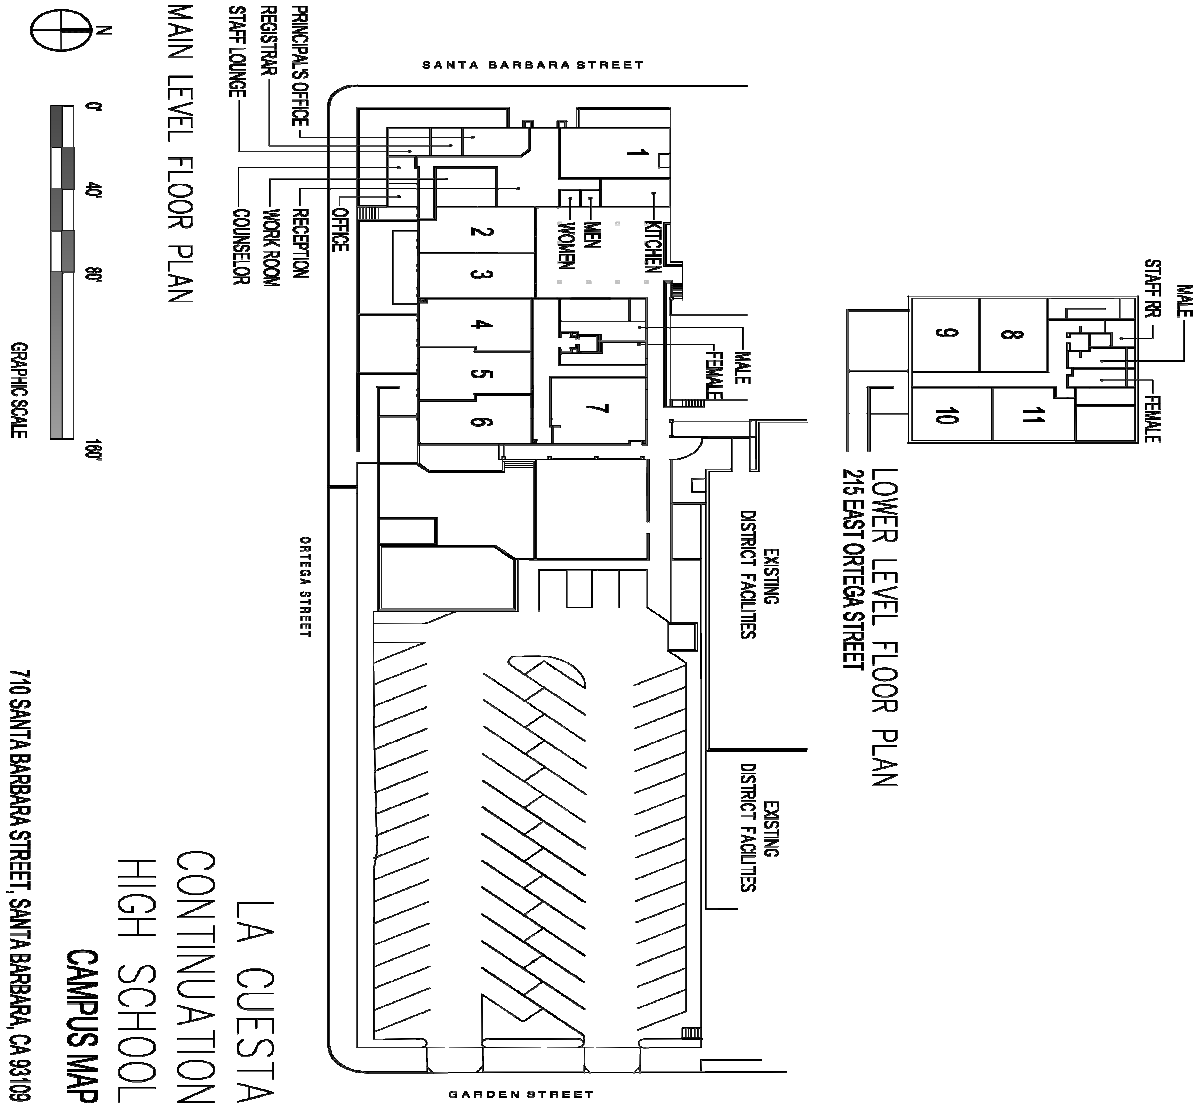 SANTA BARBARA STREET
N
MAIN LEVEL FLOOR PLAN
0'
40'
80'
160'
GRAPHIC SCALE
PRINCIPAL'S OFFICE
REGISTRAR
STAFF LOUNGE
OFFICE
RECEPTION
WORK ROOM
COUNSELOR
1
2
3
4
5
6
7
KITCHEN
MEN
WOMEN
MALE
FEMALE
MALE
STAFF RR
FEMALE
8
9
10
11
LOWER LEVEL FLOOR PLAN
215 EAST ORTEGA STREET
EXISTING
DISTRICT FACILITIES
EXISTING
DISTRICT FACILITIES
ORTEGA STREET
GARDEN STREET
LA CUESTA
CONTINUATION
HIGH SCHOOL
CAMPUS MAP
710 SANTA BARBARA STREET, SANTA BARBARA, CA 93109